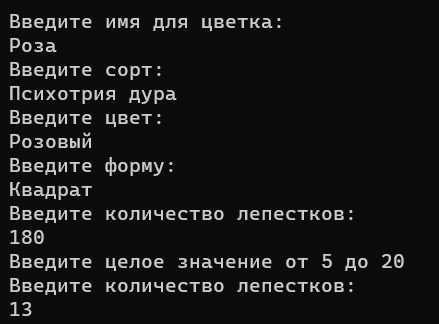 Введите имя для цветка:
Роза
Введите сорт:
Психотрия дура
Введите цвет:
Розовый
Введите форму:
Квадрат
Введите количество лепестков:
180
Введите целое значение от 5 до 20
Введите количество лепестков:
13